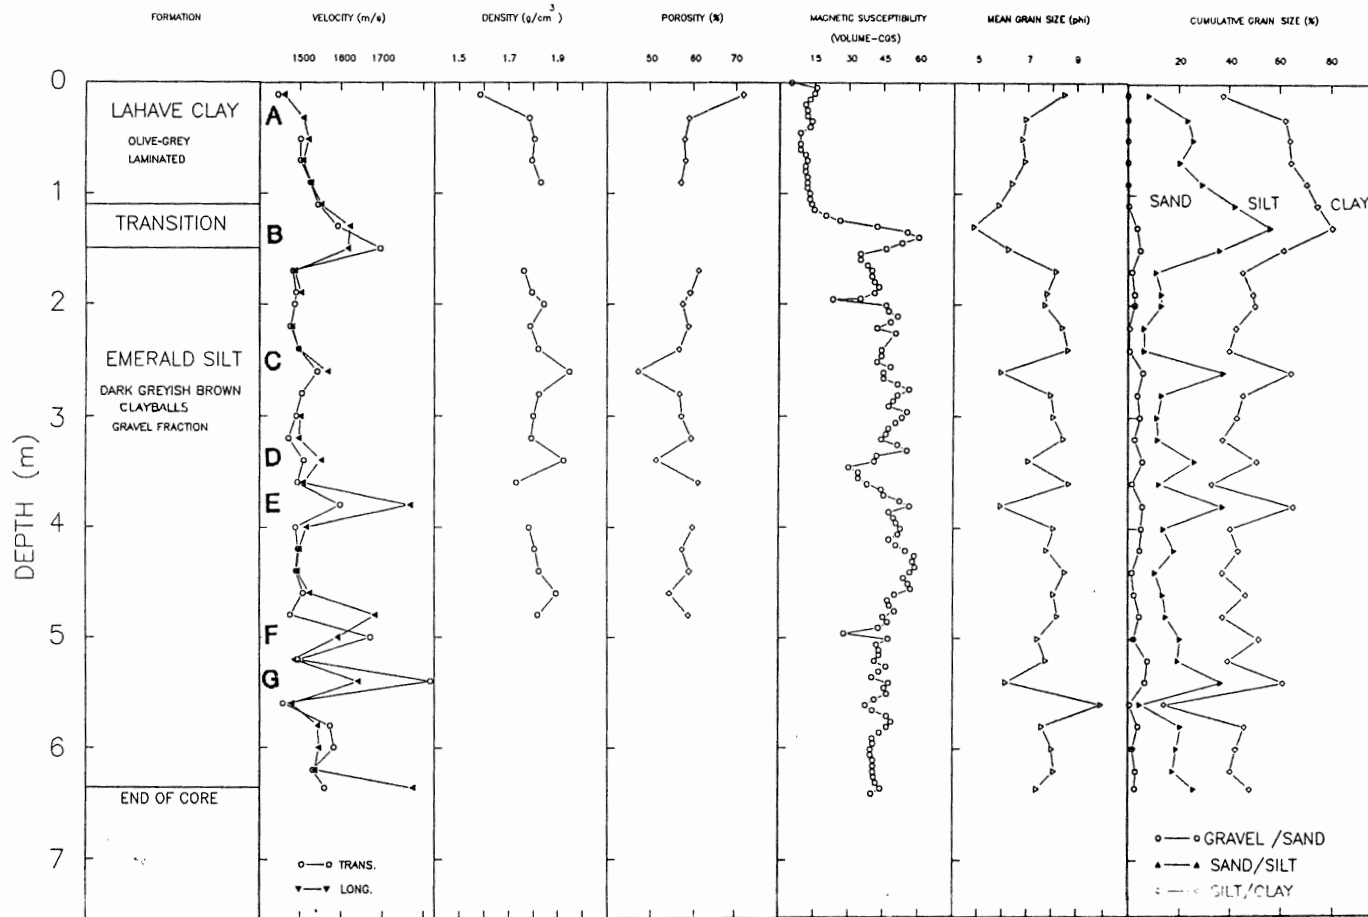 FORMATION VELOCITY (m/s) DENSITY (g/cm³) POROSITY (%) MAGNETIC SUSCEPTIBILITY (VOLUME-CGS) MEAN GRAIN SIZE (phi) CUMULATIVE GRAIN SIZE (%)
1500 1600 1700 1.5 1.7 1.9 50 60 70 15 30 45 60 5 7 9 20 40 60 80
0
LAHAVE CLAY A
OLIVE-GREY
LAMINATED
1
SAND SILT CLAY
TRANSITION B
2
EMERALD SILT C
DARK GREYISH BROWN
CLAYBALLS
GRAVEL FRACTION
3
D
E
4
DEPTH (m)
F
5
G
6
END OF CORE
7
TRANS.
LONG.
GRAVEL /SAND
SAND/SILT
SILT/CLAY